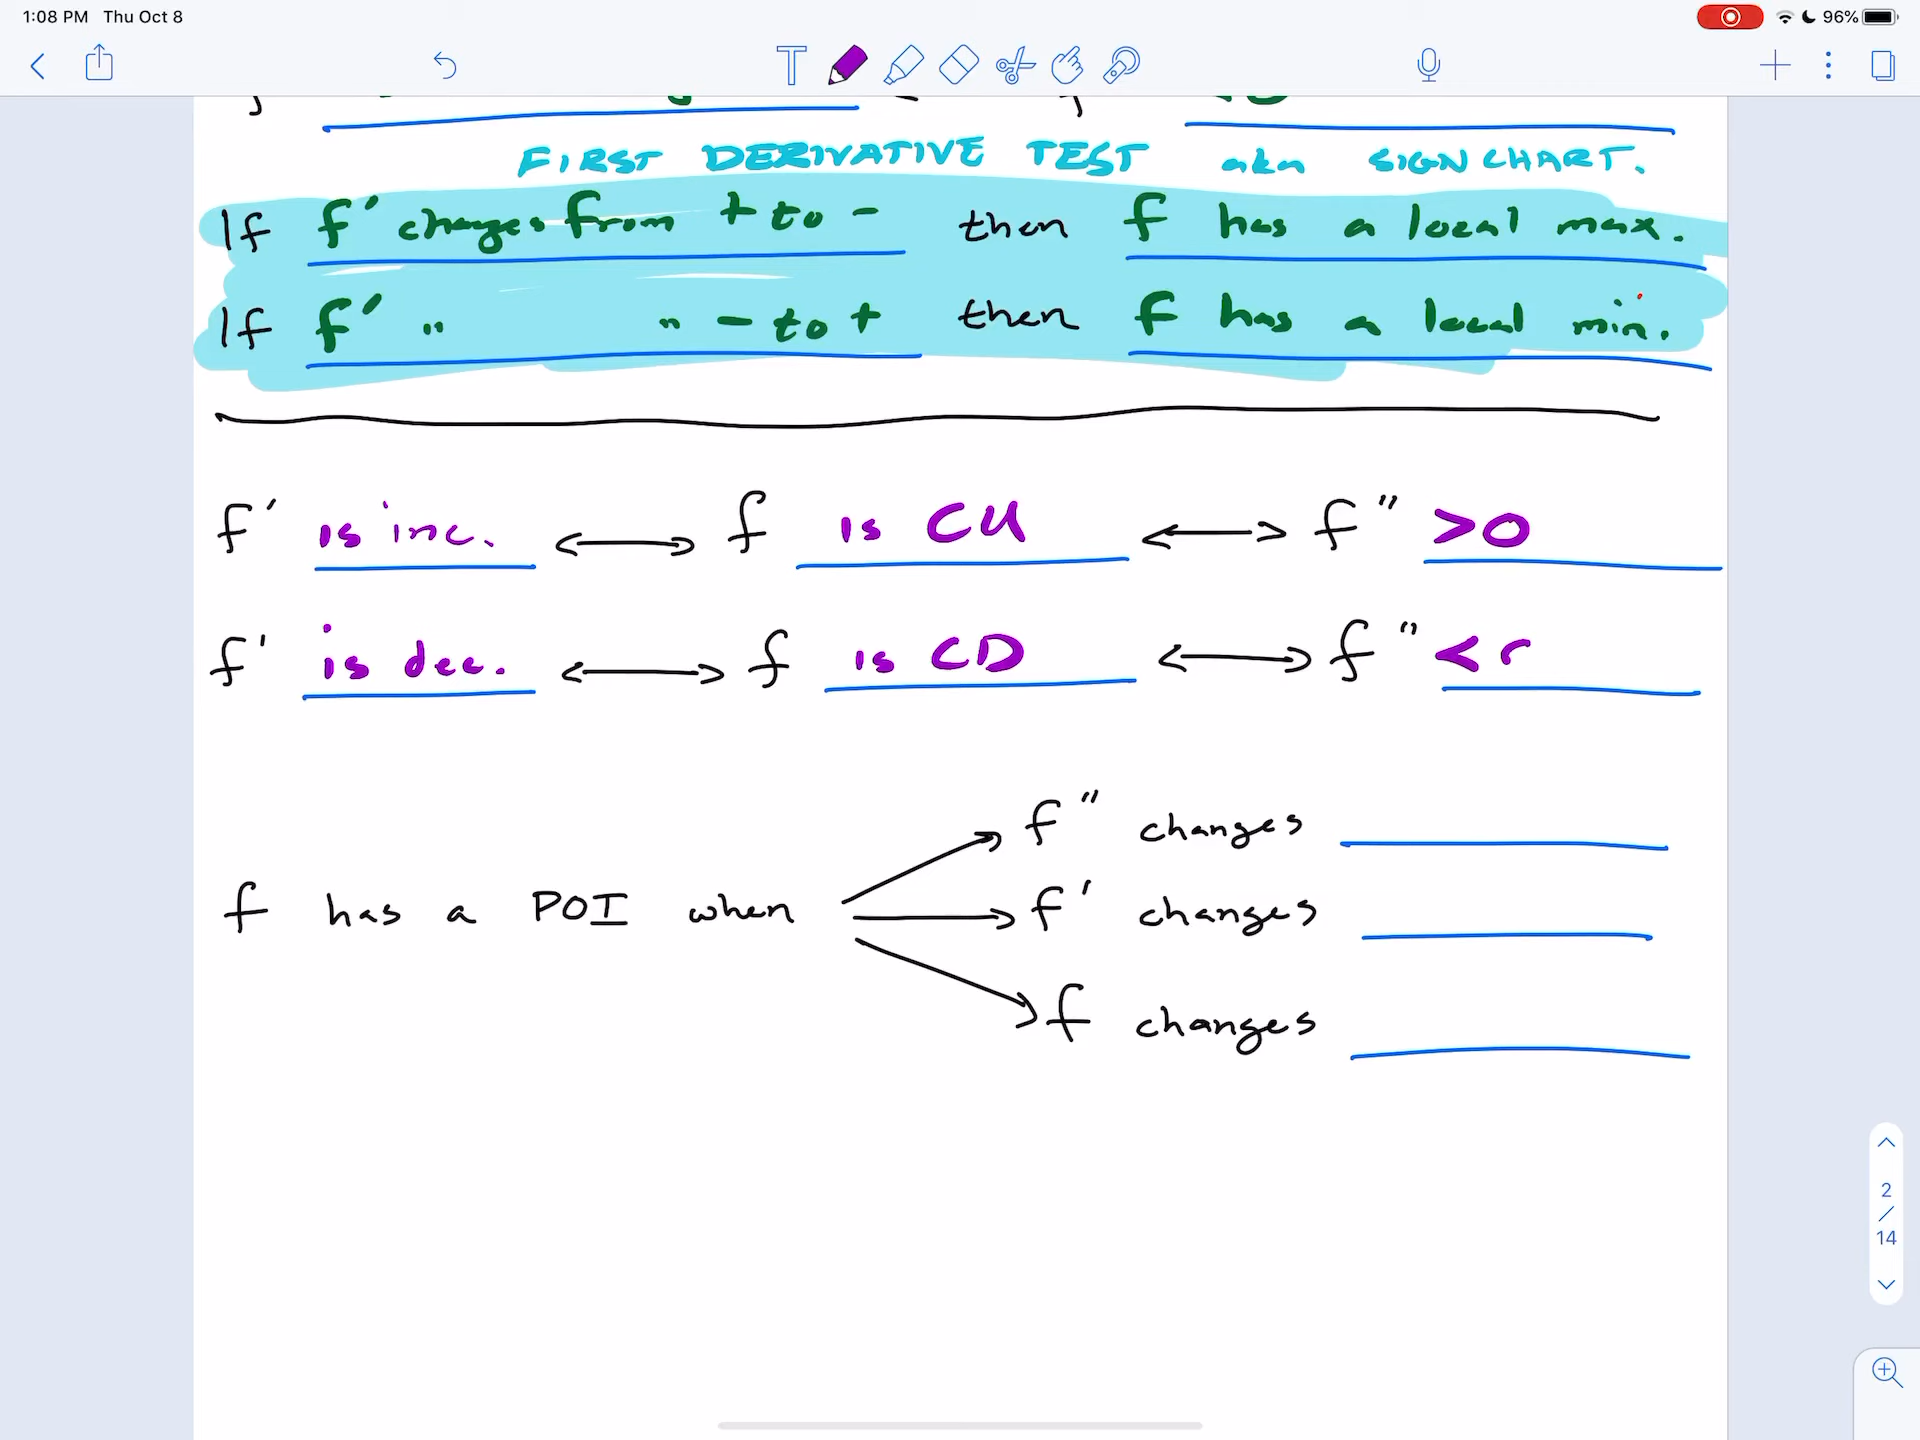 1:08 PM Thu Oct 8
96%
FIRST DERIVATIVE TEST aka SIGN CHART.
If f' changes from + to - then f has a local max.
If f' " " - to + then f has a local min.
f' is inc. ⟷ f is CU ⟷ f" >0
f' is dec. ⟷ f is CD ⟷ f" <
f" changes
f has a POI when f' changes
f changes
2
/
14